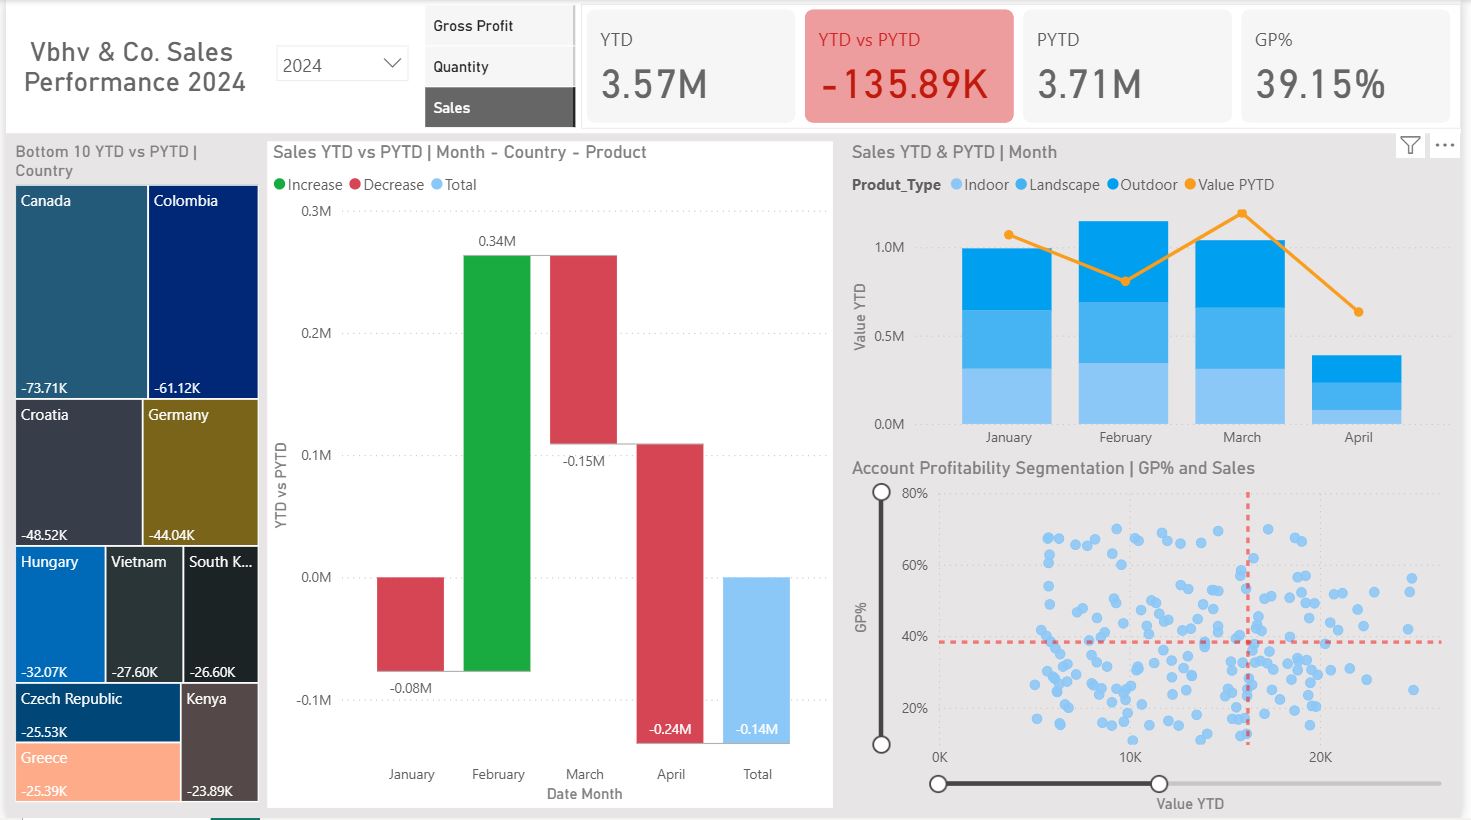 Vbhv & Co. Sales
Performance 2024
2024
Gross Profit
Quantity
Sales
YTD
3.57M
YTD vs PYTD
-135.89K
PYTD
3.71M
GP%
39.15%
Bottom 10 YTD vs PYTD |
Country
Canada
-73.71K
Colombia
-61.12K
Croatia
-48.52K
Germany
-44.04K
Hungary
-32.07K
Vietnam
-27.60K
South K...
-26.60K
Czech Republic
-25.53K
Kenya
-23.89K
Greece
-25.39K
Sales YTD vs PYTD | Month - Country - Product
Increase Decrease Total
YTD vs PYTD
0.3M
0.2M
0.1M
0.0M
-0.1M
-0.08M
0.34M
-0.15M
-0.24M
-0.14M
January February March April Total
Date Month
Sales YTD & PYTD | Month
Produt_Type Indoor Landscape Outdoor Value PYTD
Value YTD
1.0M
0.5M
0.0M
January February March April
Account Profitability Segmentation | GP% and Sales
GP%
80%
60%
40%
20%
0K 10K 20K
Value YTD